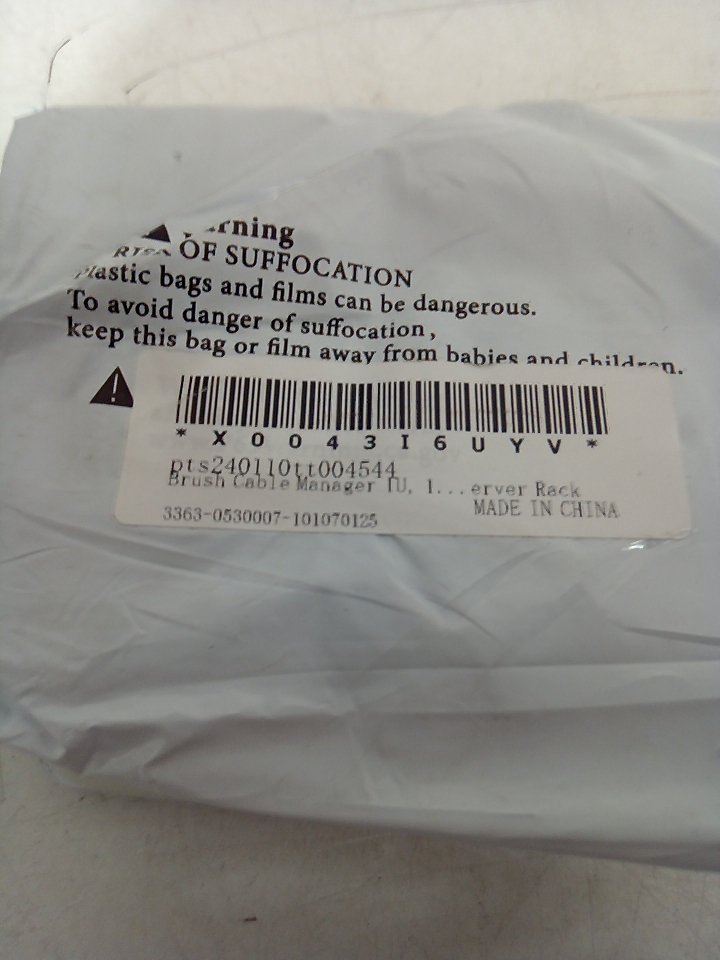 OF SUFFOCATION
Plastic bags and films can be dangerous.
To avoid danger of suffocation,
keep this bag or film away from babies and children.
* X 0 0 4 3 I 6 U Y V *
pts240110tt004544
Brush Cable Manager 1U, 1...erver Rack
MADE IN CHINA
3363-0530007-101070125